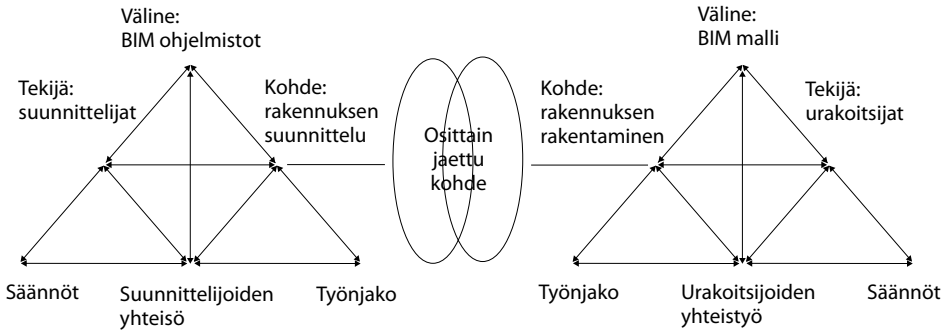 Väline:
BIM ohjelmistot
Tekijä:
suunnittelijat
Kohde:
rakennuksen
suunnittelu
Säännöt
Suunnittelijoiden
yhteisö
Työnjako
Osittain
jaettu
kohde
Väline:
BIM malli
Kohde:
rakennuksen
rakentaminen
Tekijä:
urakoitsijat
Työnjako
Urakoitsijoiden
yhteistyö
Säännöt